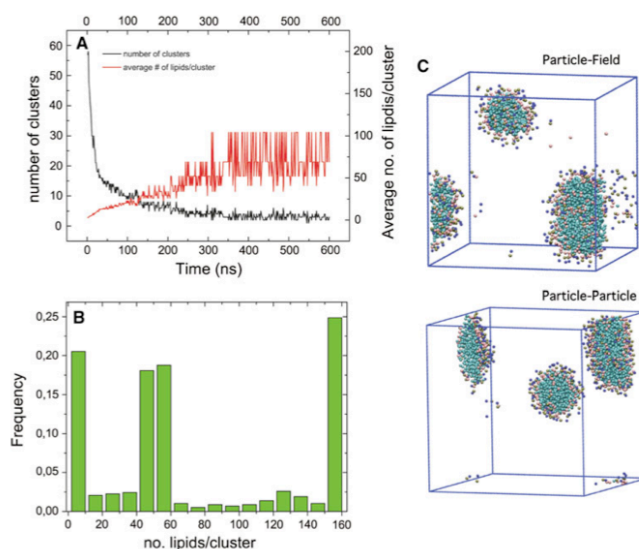 0 100 200 300 400 500 600
A
number of clusters
average # of lipids/cluster
60
50
40
30
20
10
0
number of clusters
200
150
100
50
0
Average no. of lipdis/cluster
0 100 200 300 400 500 600
Time (ns)
B
0,25
0,20
0,15
0,10
0,05
0,00
Frequency
0 20 40 60 80 100 120 140 160
no. lipids/cluster
C
Particle-Field
Particle-Particle